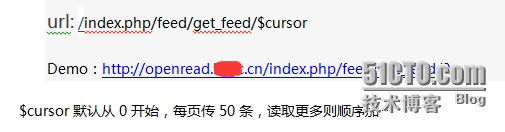 url: /index.php/feed/get_feed/$cursor
Demo：http://openread. .cn/index.php/fee
51CTO.com
$cursor 默认从 0 开始，每页传 50 条，读取更多则顺序加
技术博客 Blog